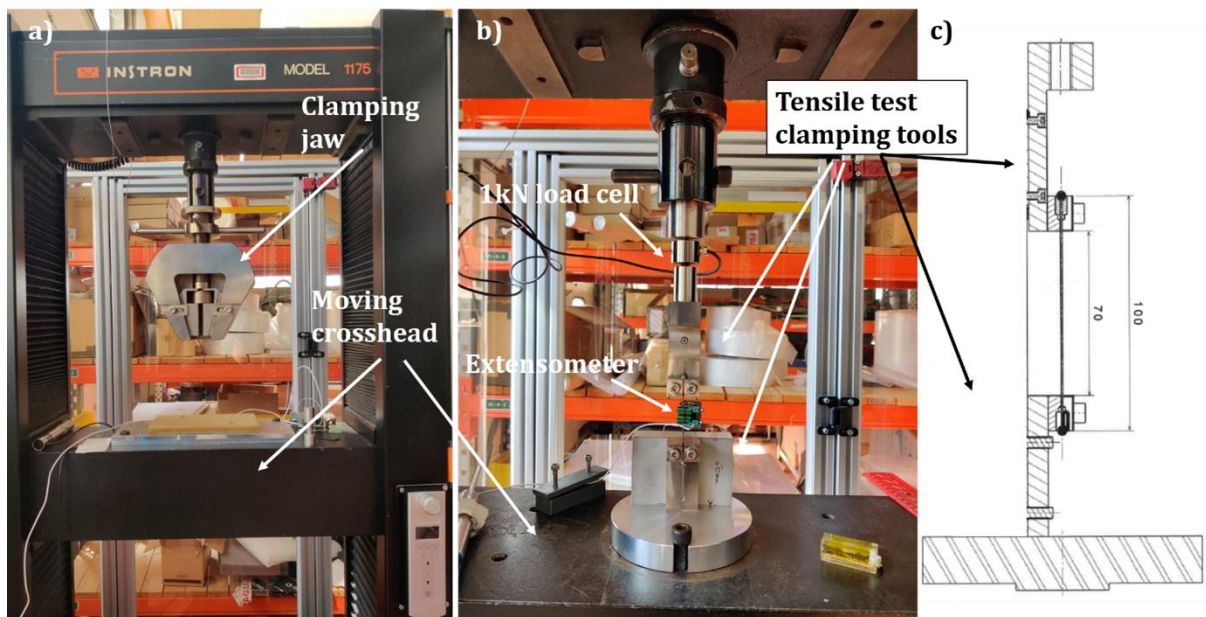 a)
INSTRON MODEL 1175
Clamping
jaw
Moving
crosshead
b)
1kN load cell
Extensometer
Tensile test
clamping tools
c)
70
100